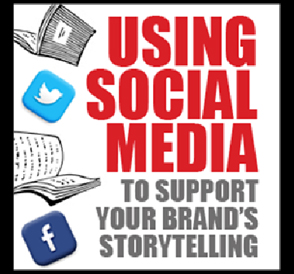 USING
SOCIAL
MEDIA
TO SUPPORT
YOUR BRAND'S
STORYTELLING
f